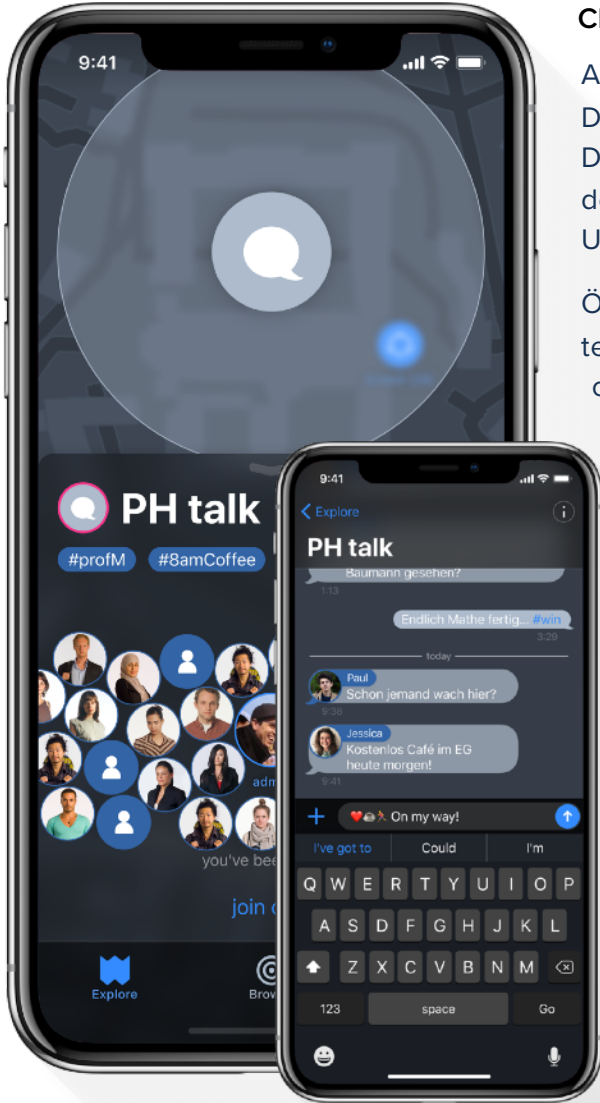 9:41
PH talk
#profM #8amCoffee
you've bee
join
Explore
9:41
Explore
PH talk
Baumann gesehen?
1:13
Endlich Mathe fertig... #win
3:29
today
Paul
Schon jemand wach hier?
9:38
Jessica
Kostenlos Café im EG
heute morgen!
9:41
On my way!
I've got to Could I'm
Q W E R T Y U I O P
A S D F G H J K L
Z X C V B N M
123 space Go